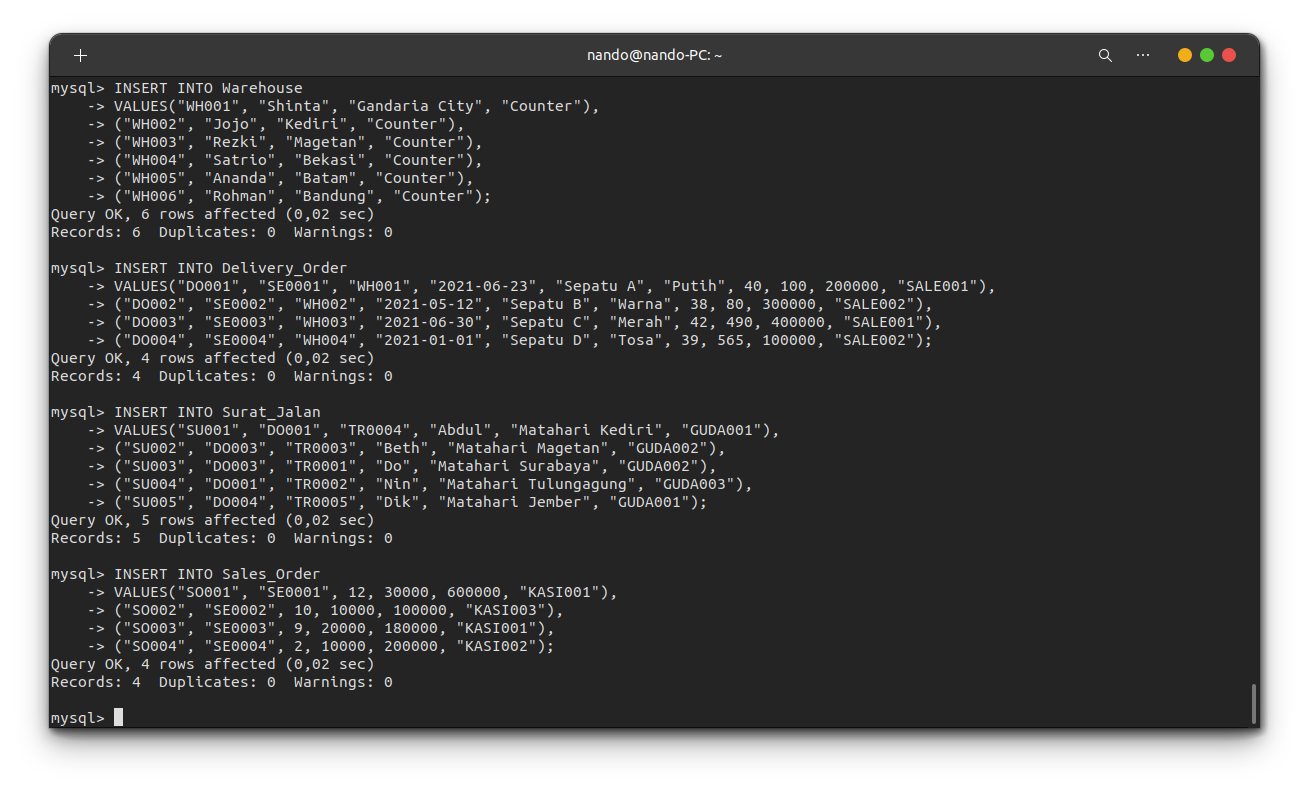 nando@nando-PC: ~
mysql> INSERT INTO Warehouse
    -> VALUES("WH001", "Shinta", "Gandaria City", "Counter"),
    -> ("WH002", "Jojo", "Kediri", "Counter"),
    -> ("WH003", "Rezki", "Magetan", "Counter"),
    -> ("WH004", "Satrio", "Bekasi", "Counter"),
    -> ("WH005", "Ananda", "Batam", "Counter"),
    -> ("WH006", "Rohman", "Bandung", "Counter");
Query OK, 6 rows affected (0,02 sec)
Records: 6  Duplicates: 0  Warnings: 0
mysql> INSERT INTO Delivery_Order
    -> VALUES("DO001", "SE0001", "WH001", "2021-06-23", "Sepatu A", "Putih", 40, 100, 200000, "SALE001"),
    -> ("DO002", "SE0002", "WH002", "2021-05-12", "Sepatu B", "Warna", 38, 80, 300000, "SALE002"),
    -> ("DO003", "SE0003", "WH003", "2021-06-30", "Sepatu C", "Merah", 42, 490, 400000, "SALE001"),
    -> ("DO004", "SE0004", "WH004", "2021-01-01", "Sepatu D", "Tosa", 39, 565, 100000, "SALE002");
Query OK, 4 rows affected (0,02 sec)
Records: 4  Duplicates: 0  Warnings: 0
mysql> INSERT INTO Surat_Jalan
    -> VALUES("SU001", "DO001", "TR0004", "Abdul", "Matahari Kediri", "GUDA001"),
    -> ("SU002", "DO003", "TR0003", "Beth", "Matahari Magetan", "GUDA002"),
    -> ("SU003", "DO003", "TR0001", "Do", "Matahari Surabaya", "GUDA002"),
    -> ("SU004", "DO001", "TR0002", "Nin", "Matahari Tulungagung", "GUDA003"),
    -> ("SU005", "DO004", "TR0005", "Dik", "Matahari Jember", "GUDA001");
Query OK, 5 rows affected (0,02 sec)
Records: 5  Duplicates: 0  Warnings: 0
mysql> INSERT INTO Sales_Order
    -> VALUES("SO001", "SE0001", 12, 30000, 600000, "KASI001"),
    -> ("SO002", "SE0002", 10, 10000, 100000, "KASI003"),
    -> ("SO003", "SE0003", 9, 20000, 180000, "KASI001"),
    -> ("SO004", "SE0004", 2, 10000, 200000, "KASI002");
Query OK, 4 rows affected (0,02 sec)
Records: 4  Duplicates: 0  Warnings: 0
mysql>